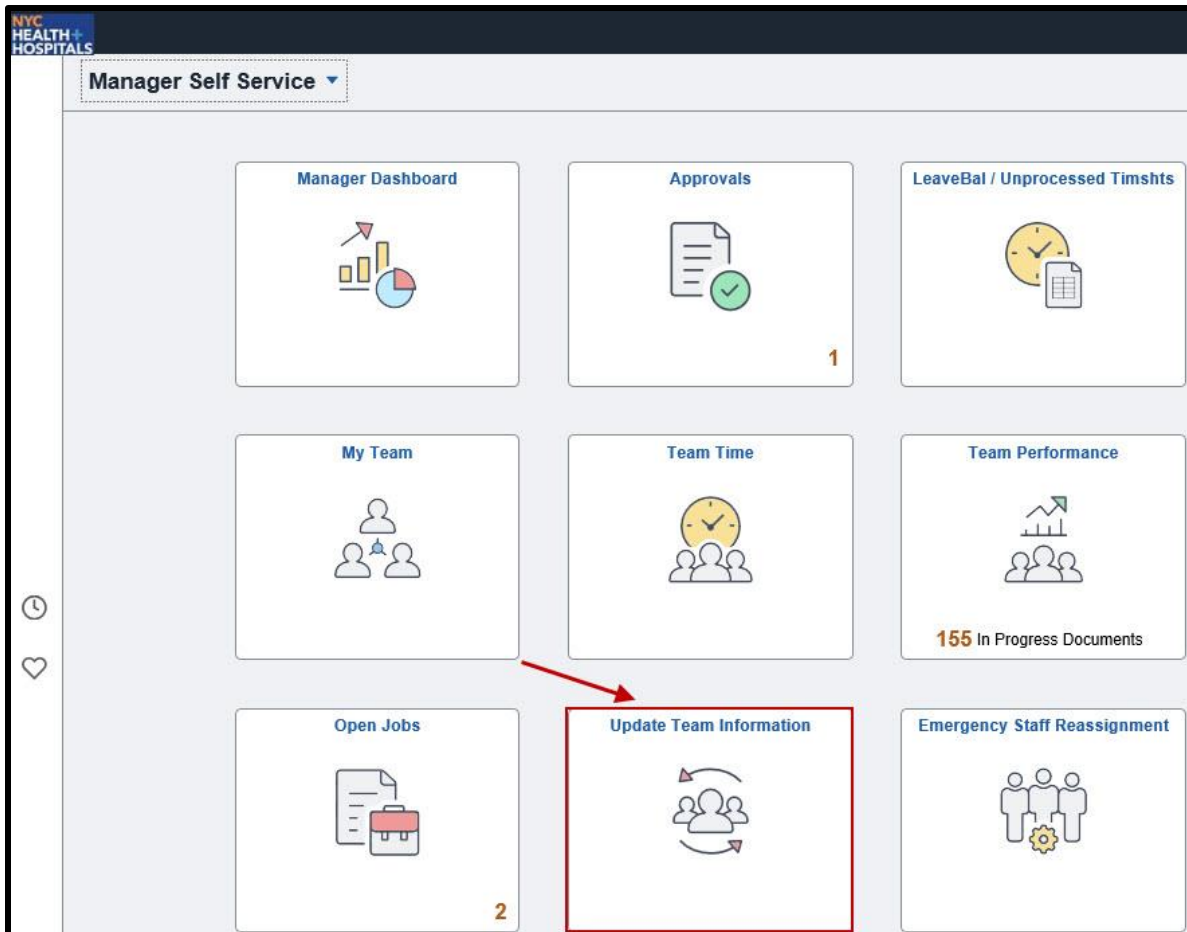 NYC
HEALTH+
HOSPITALS
Manager Self Service
Manager Dashboard
Approvals
LeaveBal / Unprocessed Timshts
1
My Team
Team Time
Team Performance
155 In Progress Documents
Open Jobs
Update Team Information
Emergency Staff Reassignment
2